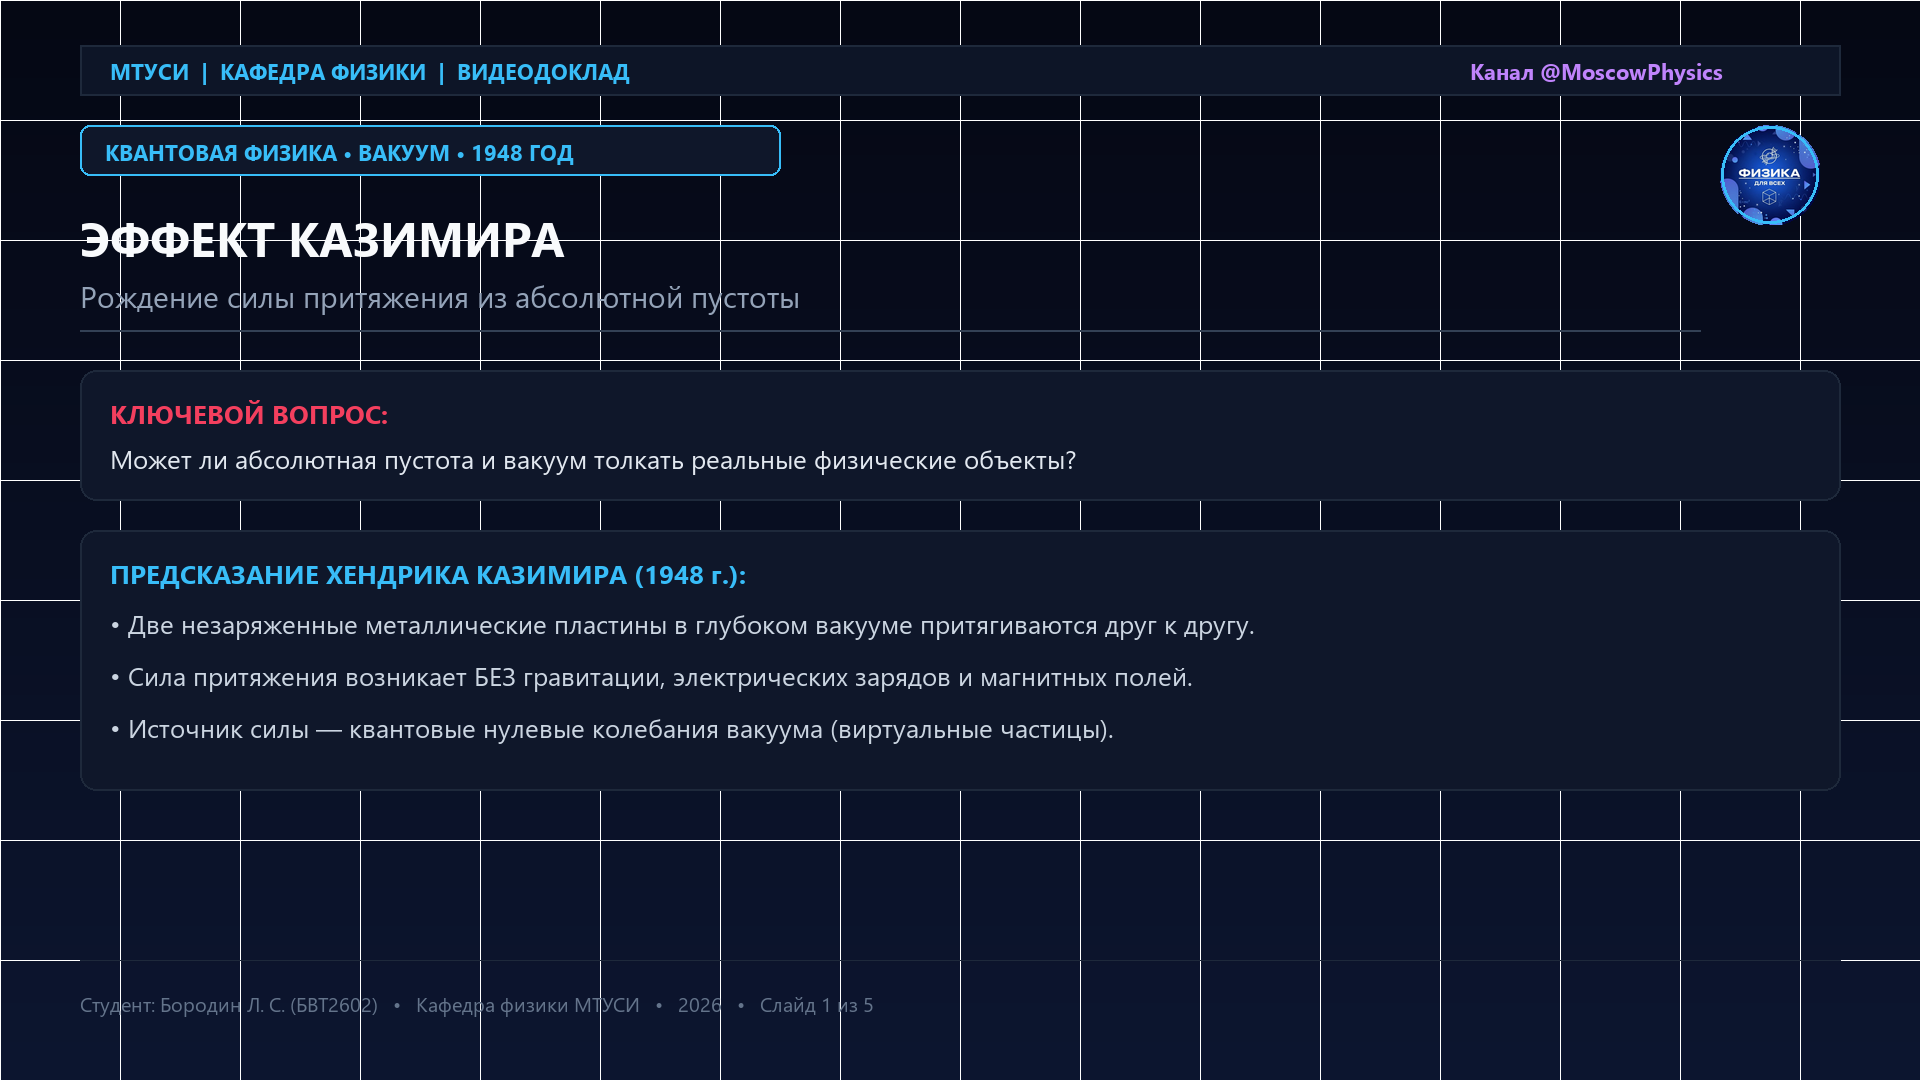 МТУСИ | КАФЕДРА ФИЗИКИ | ВИДЕОДОКЛАД
Канал @MoscowPhysics
КВАНТОВАЯ ФИЗИКА • ВАКУУМ • 1948 ГОД
ФИЗИКА
ДЛЯ ВСЕХ
ЭФФЕКТ КАЗИМИРА
Рождение силы притяжения из абсолютной пустоты
КЛЮЧЕВОЙ ВОПРОС:
Может ли абсолютная пустота и вакуум толкать реальные физические объекты?
ПРЕДСКАЗАНИЕ ХЕНДРИКА КАЗИМИРА (1948 г.):
• Две незаряженные металлические пластины в глубоком вакууме притягиваются друг к другу.
• Сила притяжения возникает БЕЗ гравитации, электрических зарядов и магнитных полей.
• Источник силы — квантовые нулевые колебания вакуума (виртуальные частицы).
Студент: Бородин Л. С. (БВТ2602) • Кафедра физики МТУСИ • 2026 • Слайд 1 из 5